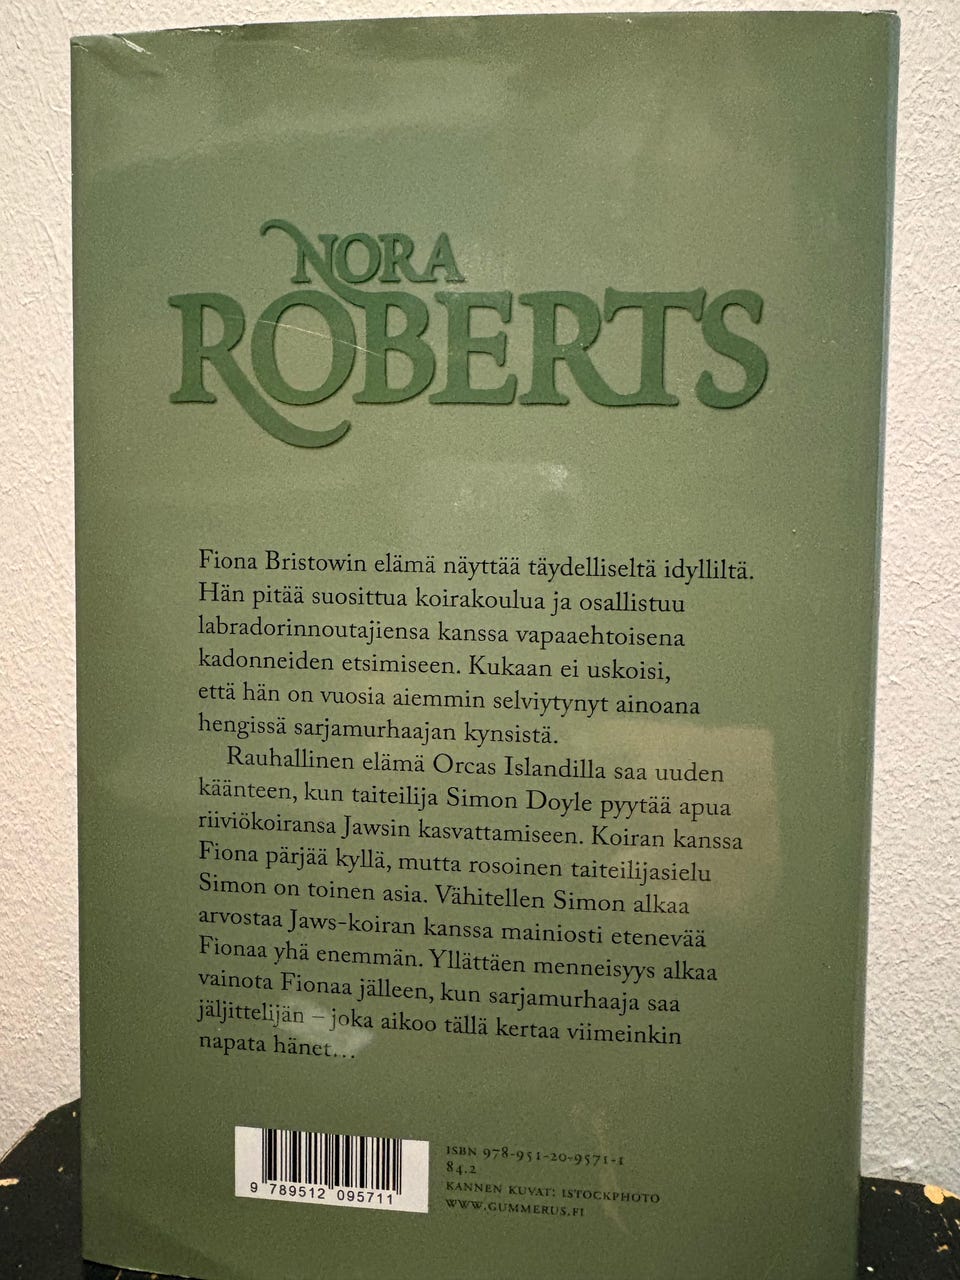 NORA
ROBERTS
Fiona Bristowin elämä näyttää täydelliseltä idylliltä.
Hän pitää suosittua koirakoulua ja osallistuu
labradorinnoutajiensa kanssa vapaaehtoisena
kadonneiden etsimiseen. Kukaan ei uskoisi,
että hän on vuosia aiemmin selviytynyt ainoana
hengissä sarjamurhaajan kynsistä.
Rauhallinen elämä Orcas Islandilla saa uuden
käänteen, kun taiteilija Simon Doyle pyytää apua
riiviökoiransa Jawsin kasvattamiseen. Koiran kanssa
Fiona pärjää kyllä, mutta rosoinen taiteilijasielu
Simon on toinen asia. Vähitellen Simon alkaa
arvostaa Jaws-koiran kanssa mainiosti etenevää
Fionaa yhä enemmän. Yllättäen menneisyys alkaa
vainota Fionaa jälleen, kun sarjamurhaaja saa
jäljittelijän – joka aikoo tällä kertaa viimeinkin
napata hänet…
ISBN 978-951-20-9571-1
84.2
KANNEN KUVAT: ISTOCKPHOTO
WWW.GUMMERUS.FI
9 789512 095711